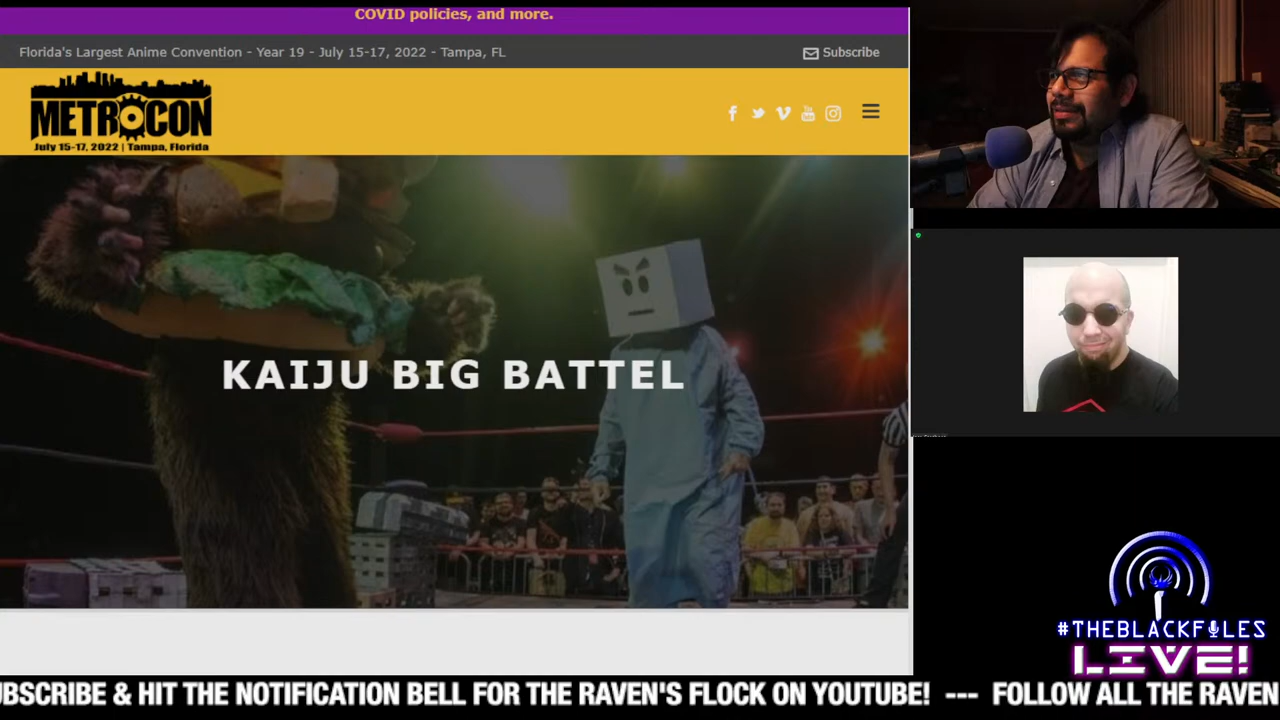 COVID policies, and more.
Florida's Largest Anime Convention - Year 19 - July 15-17, 2022 - Tampa, FL
Subscribe
METROCON
July 15-17, 2022 | Tampa, Florida
KAIJU BIG BATTEL
#THEBLACKFILES
LIVE!
UBSCRIBE & HIT THE NOTIFICATION BELL FOR THE RAVEN'S FLOCK ON YOUTUBE! --- FOLLOW ALL THE RAVEN